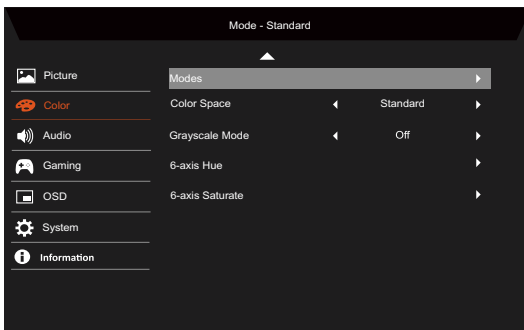 Mode - Standard
Picture
Color
Audio
Gaming
OSD
System
Information
Modes
Color Space Standard
Grayscale Mode Off
6-axis Hue
6-axis Saturate